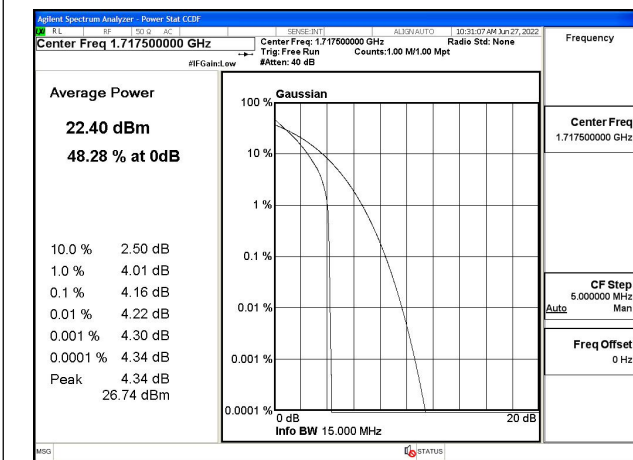 Agilent Spectrum Analyzer - Power Stat CCDF
RL RF 50 Ω AC SENSE:INT ALIGN AUTO 10:31:07 AM Jun 27, 2022
Center Freq 1.717500000 GHz
Center Freq: 1.717500000 GHz Radio Std: None
Trig: Free Run Counts:1.00 M/1.00 Mpt
#IFGain:Low #Atten: 40 dB
Frequency
Average Power
22.40 dBm
48.28 % at 0dB
10.0 % 2.50 dB
1.0 % 4.01 dB
0.1 % 4.16 dB
0.01 % 4.22 dB
0.001 % 4.30 dB
0.0001 % 4.34 dB
Peak 4.34 dB
26.74 dBm
Gaussian
100 %
10 %
1 %
0.1 %
0.01 %
0.001 %
0.0001 %
0 dB 20 dB
Info BW 15.000 MHz
Center Freq
1.717500000 GHz
CF Step
5.000000 MHz
Auto Man
Freq Offset
0 Hz
MSG STATUS